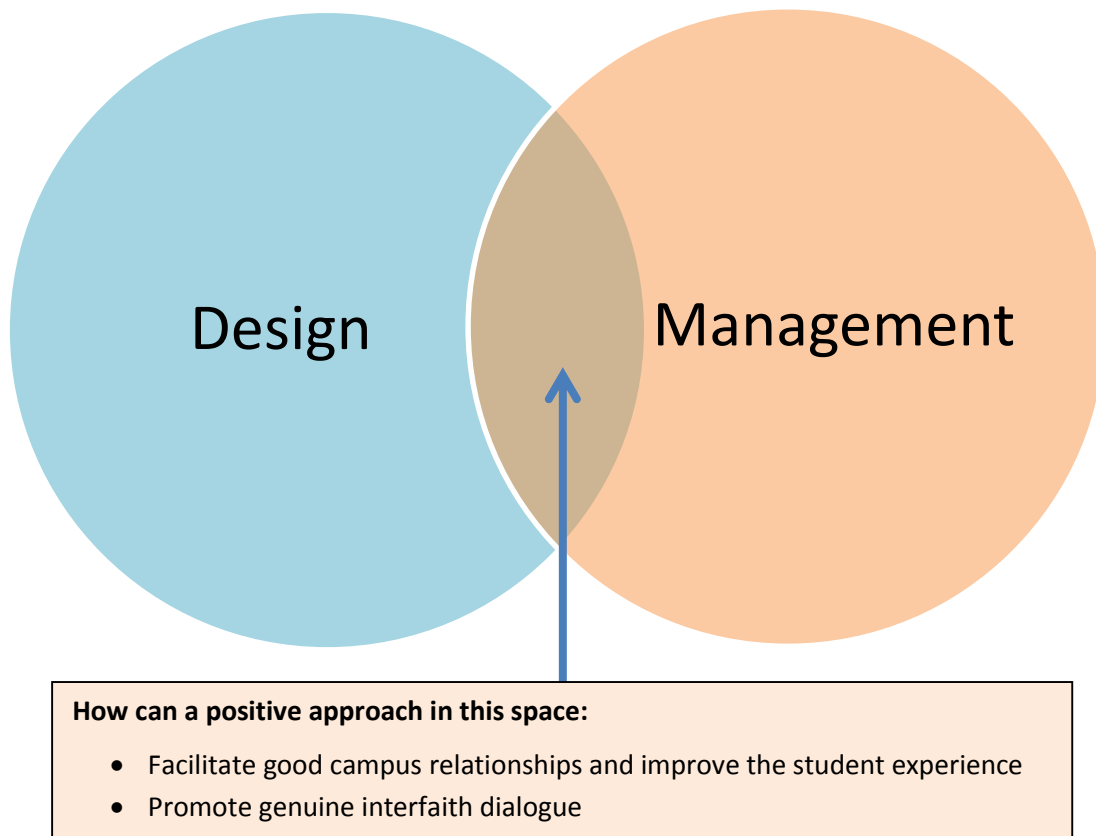 Design
Management
How can a positive approach in this space:
• Facilitate good campus relationships and improve the student experience
• Promote genuine interfaith dialogue